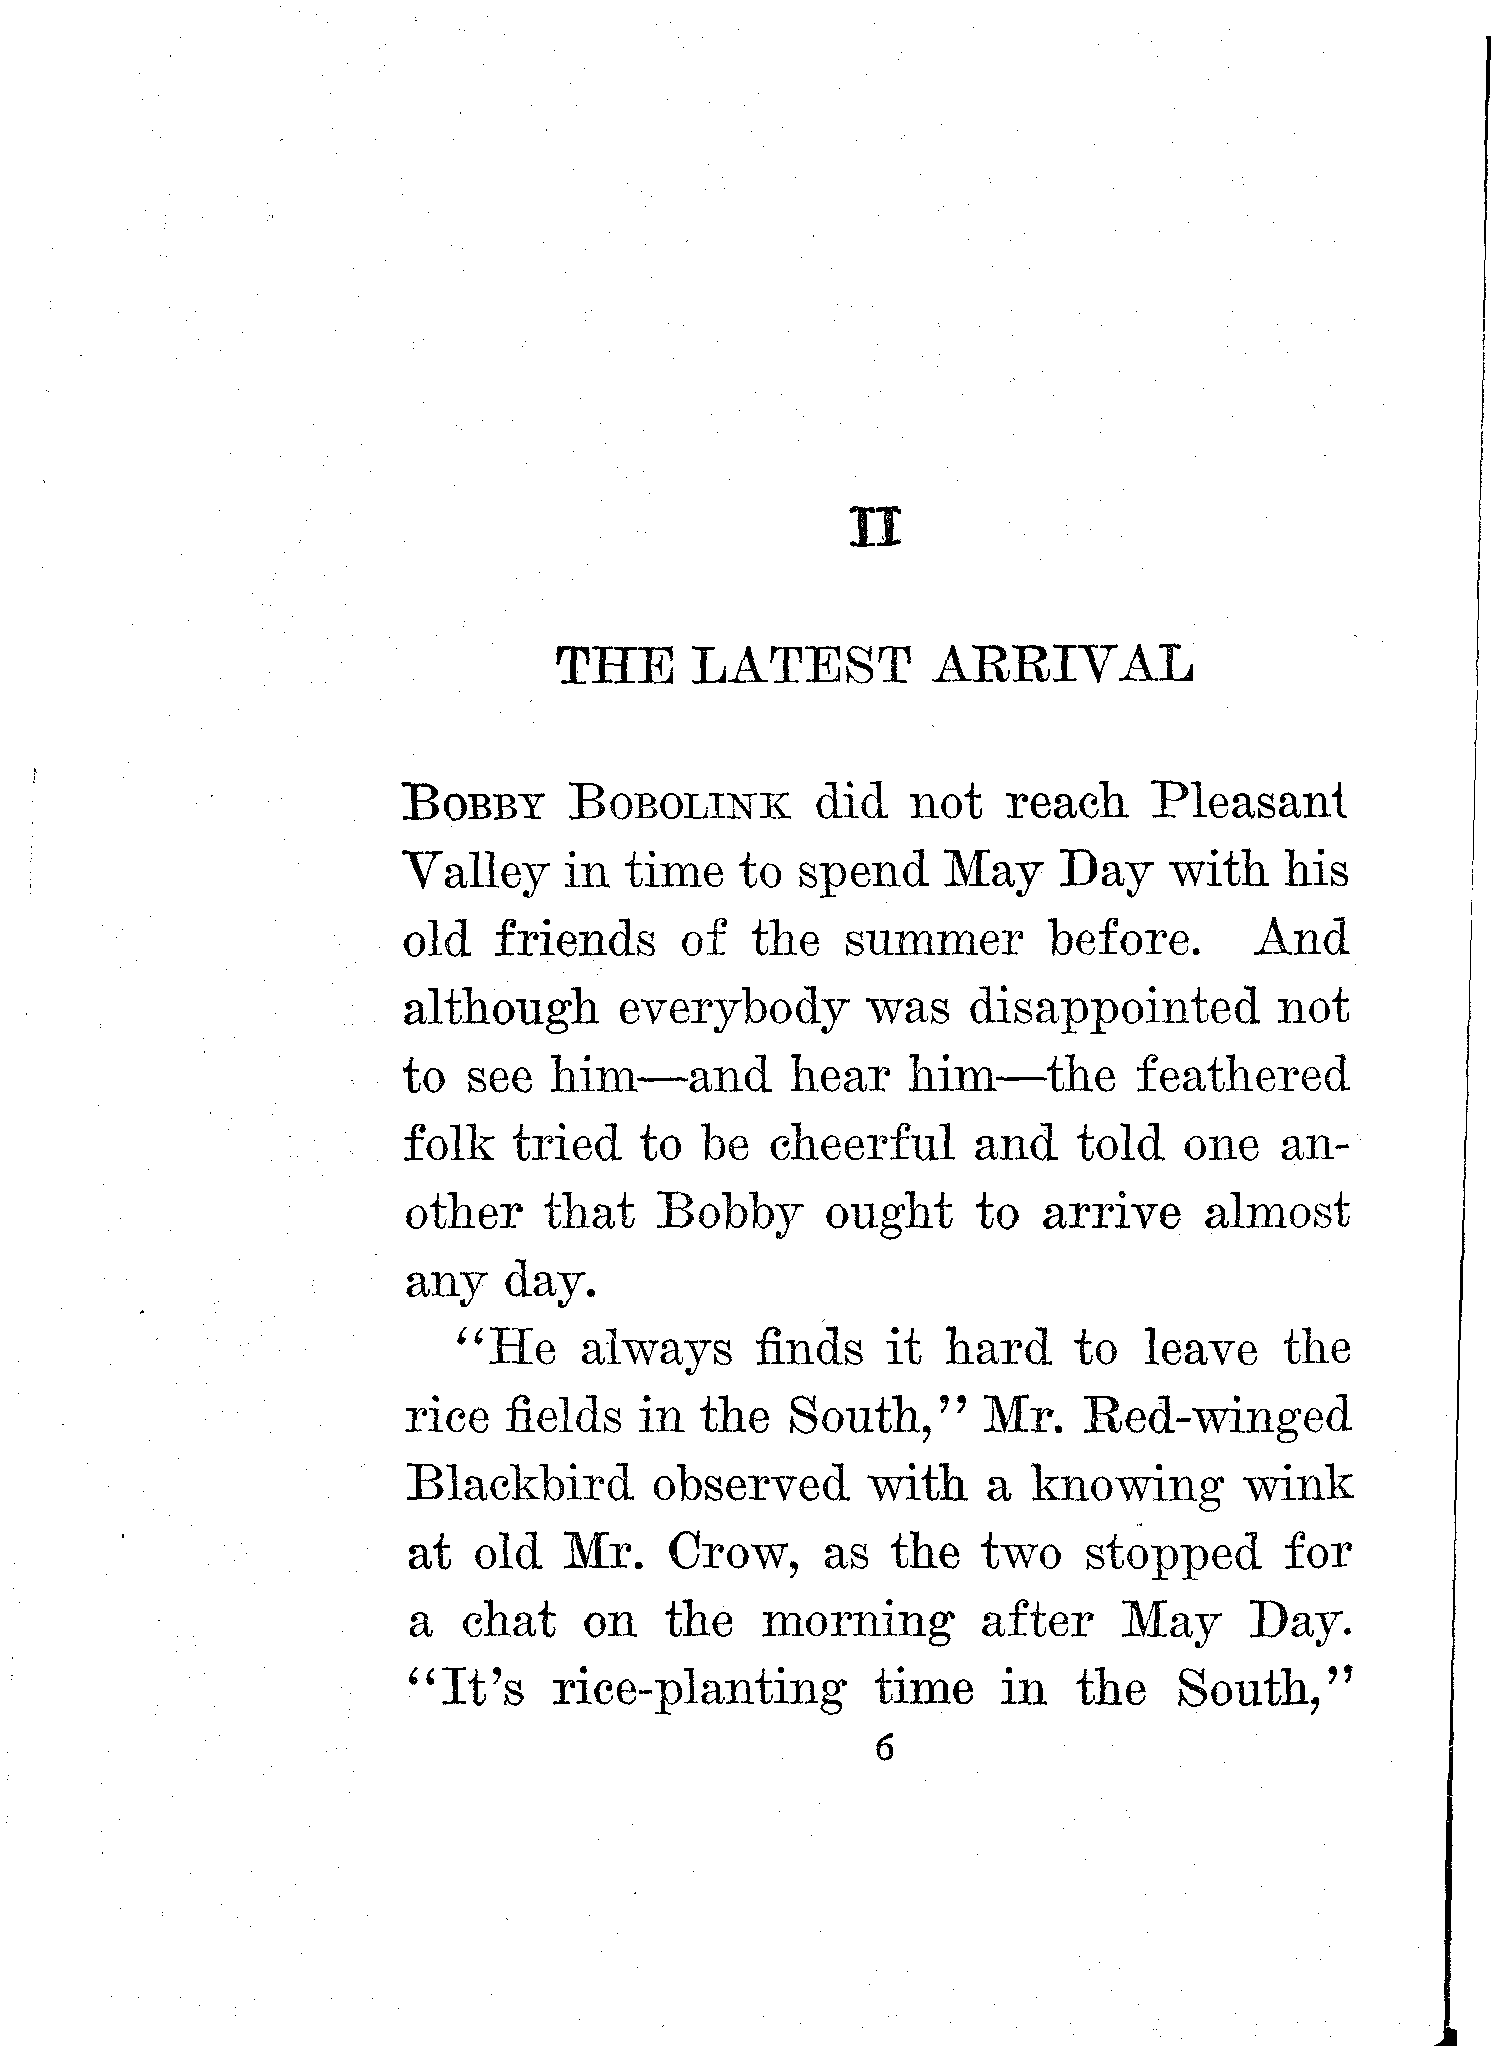 II
THE LATEST ARRIVAL
BOBBY BOBOLINK did not reach Pleasant
Valley in time to spend May Day with his
old friends of the summer before. And
although everybody was disappointed not
to see him—and hear him—the feathered
folk tried to be cheerful and told one an-
other that Bobby ought to arrive almost
any day.
“He always finds it hard to leave the
rice fields in the South,” Mr. Red-winged
Blackbird observed with a knowing wink
at old Mr. Crow, as the two stopped for
a chat on the morning after May Day.
“It’s rice-planting time in the South,”
6